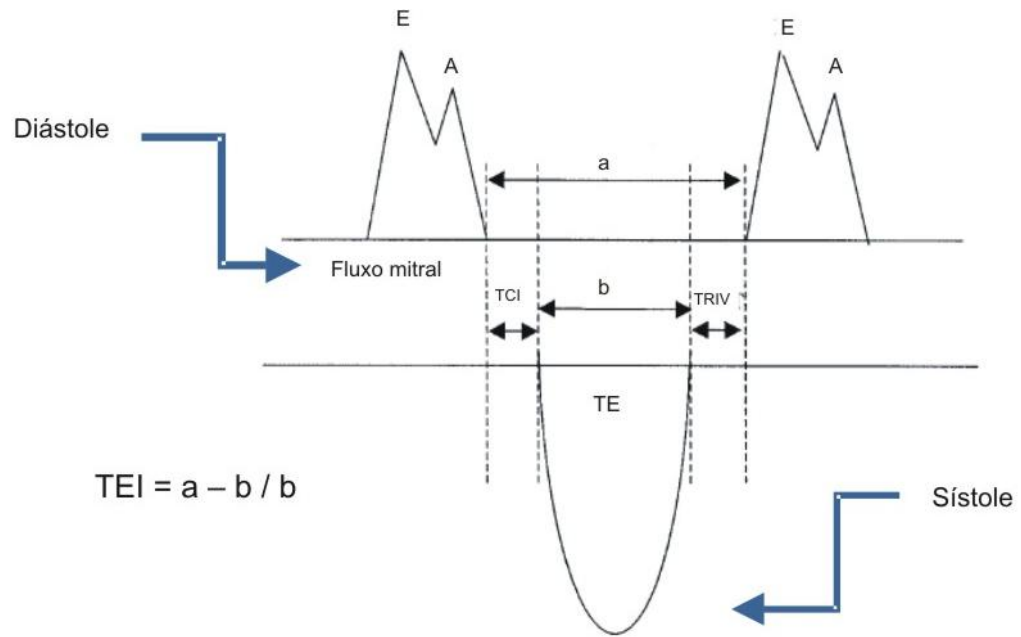 E
E
A
A
Diástole
a
Fluxo mitral
TCI
b
TRIV
TE
TEI = a – b / b
Sístole